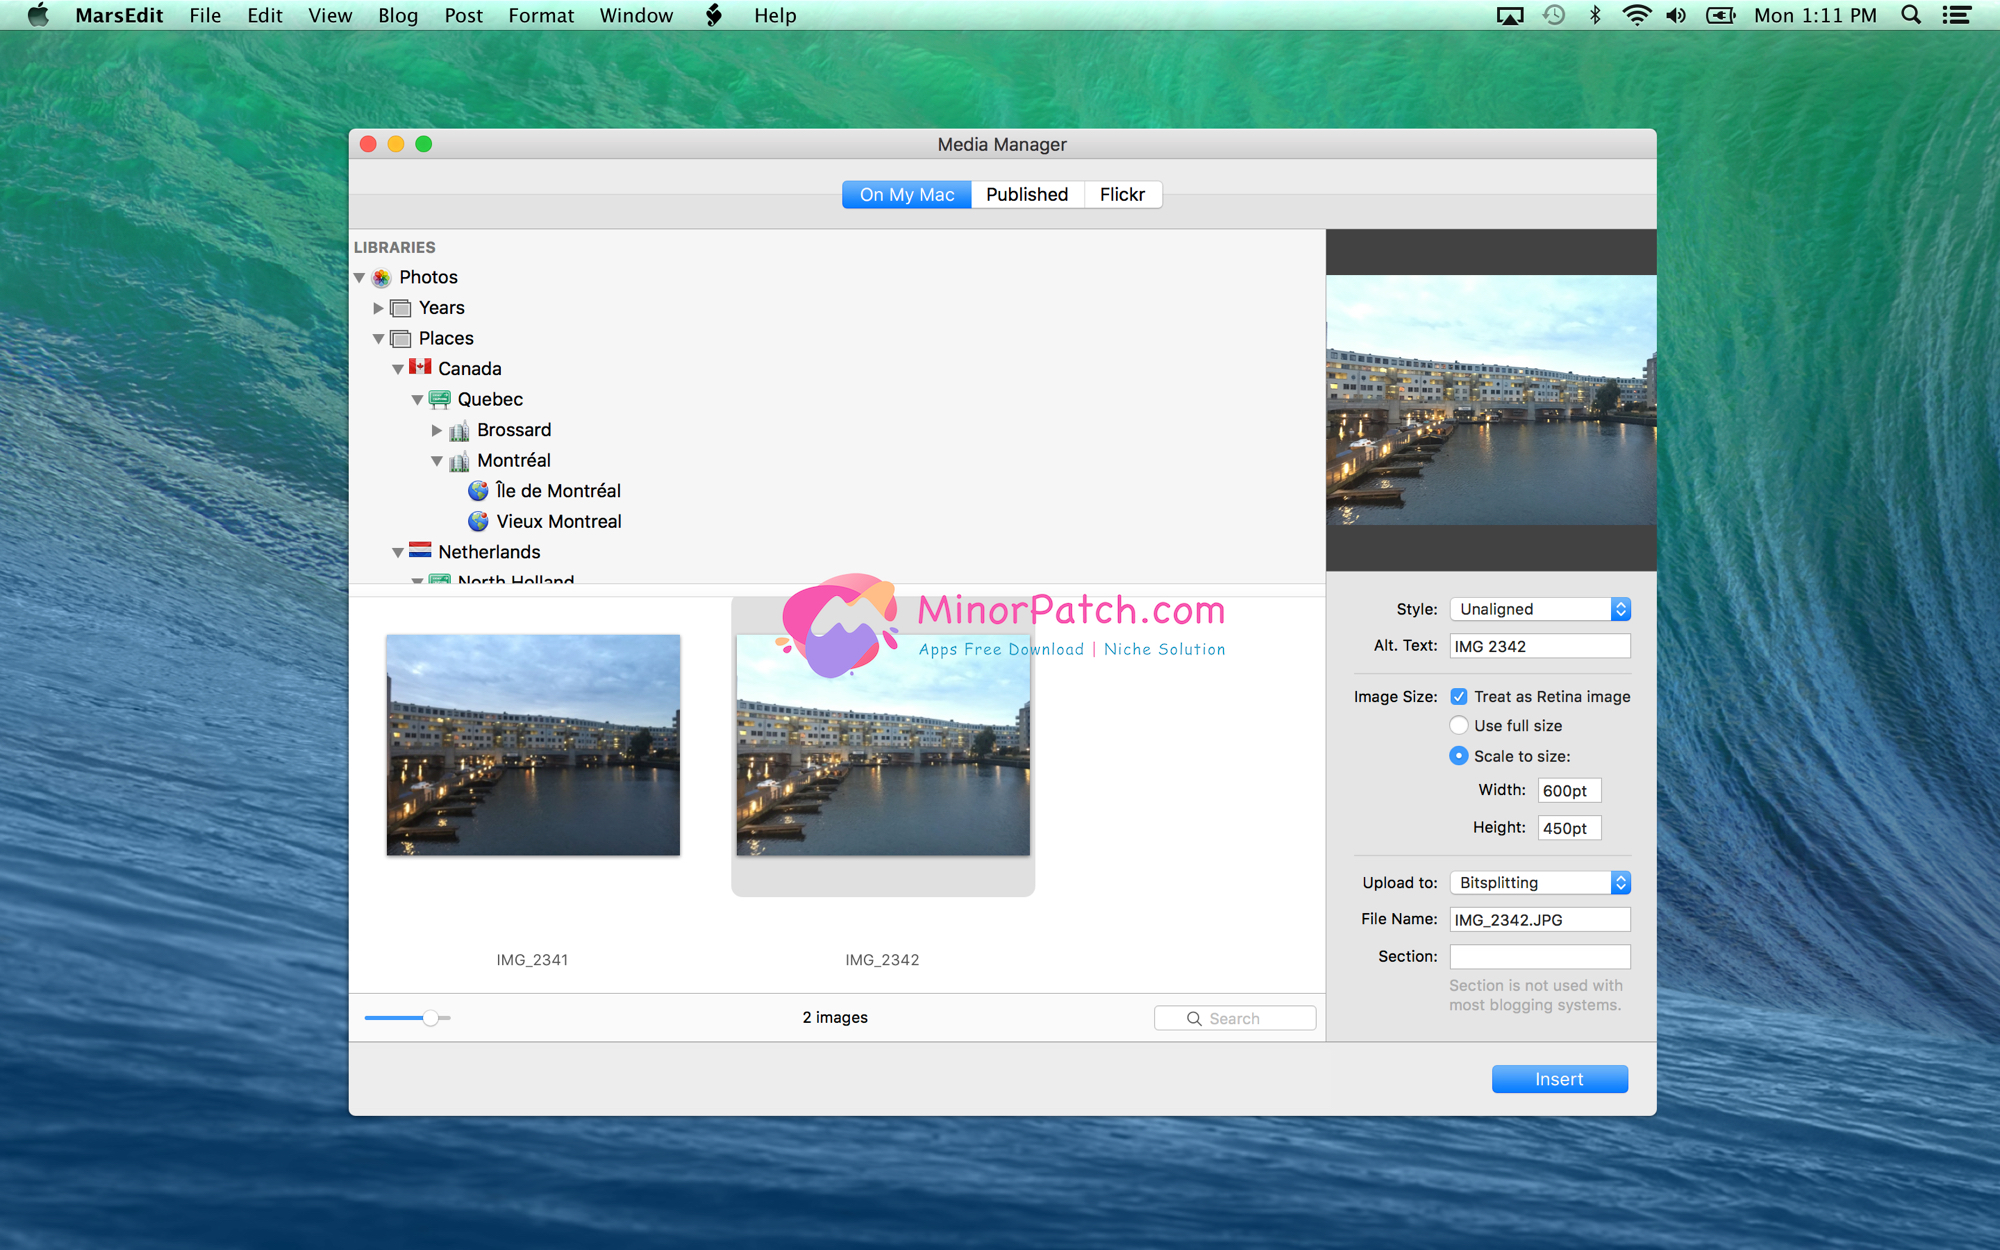 MarsEdit File Edit View Blog Post Format Window Help Mon 1:11 PM
Media Manager
On My Mac Published Flickr
LIBRARIES
Photos
Years
Places
Canada
Quebec
Brossard
Montréal
Île de Montréal
Vieux Montreal
Netherlands
North Holland
MinorPatch.com
Apps Free Download | Niche Solution
IMG_2341
IMG_2342
2 images
Search
Style: Unaligned
Alt. Text: IMG 2342
Image Size: Treat as Retina image
Use full size
Scale to size:
Width: 600pt
Height: 450pt
Upload to: Bitsplitting
File Name: IMG_2342.JPG
Section:
Section is not used with
most blogging systems.
Insert